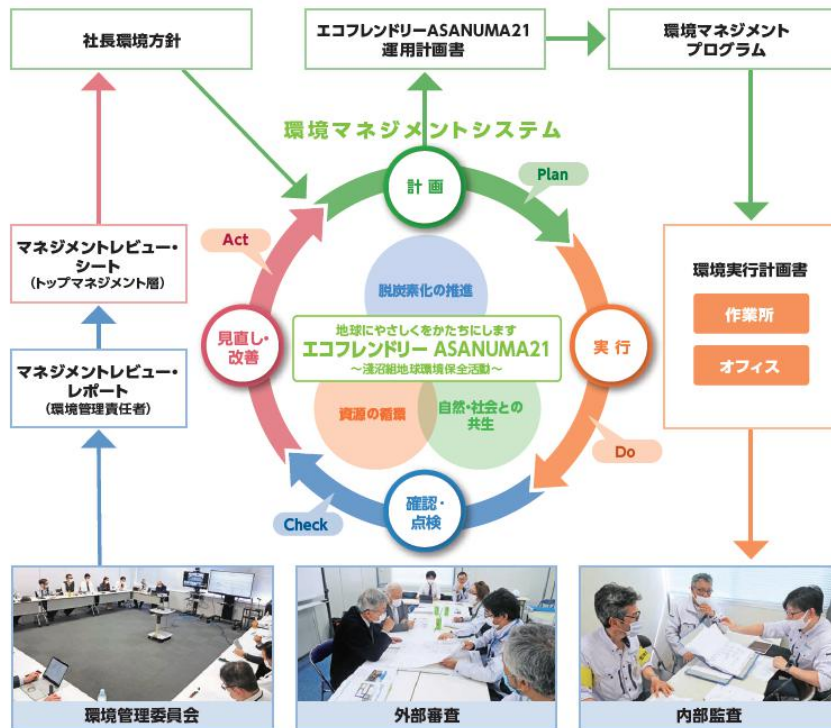 社長環境方針
エコフレンドリーASANUMA21
運用計画書
環境マネジメント
プログラム
環境マネジメントシステム
計画
Plan
Act
マネジメントレビュー・
シート
(トップマネジメント層)
環境実行計画書
作業所
オフィス
脱炭素化の推進
地球にやさしくをかたちにします
エコフレンドリー ASANUMA21
～淺沼組地球環境保全活動～
見直し・
改善
実行
マネジメントレビュー・
レポート
(環境管理責任者)
資源の循環
自然・社会との
共生
Do
確認・
点検
Check
環境管理委員会
外部審査
内部監査